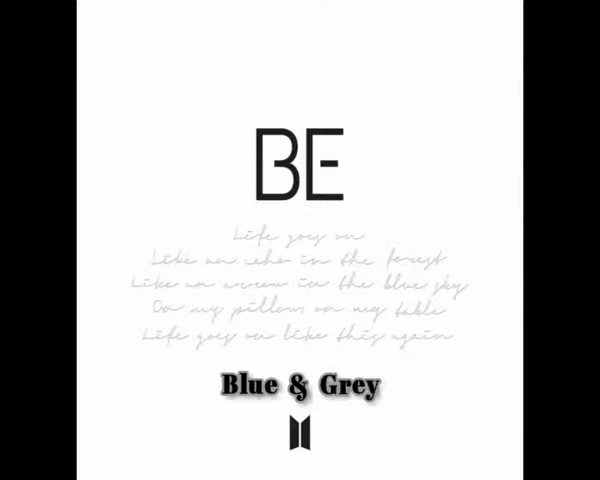 BE
Life goes on
Like an echo in the forest
Like an arrow in the blue sky
On my pillow, on my table
Life goes on like this again
Blue & Grey